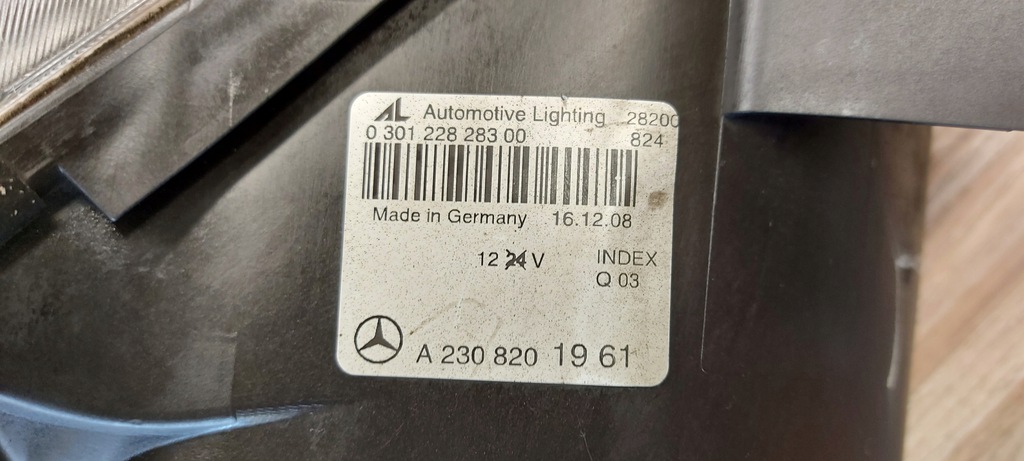 AL Automotive Lighting 28200
0 301 228 283 00 824
Made in Germany 16.12.08
12 24 V INDEX
Q 03
A 230 820 19 61